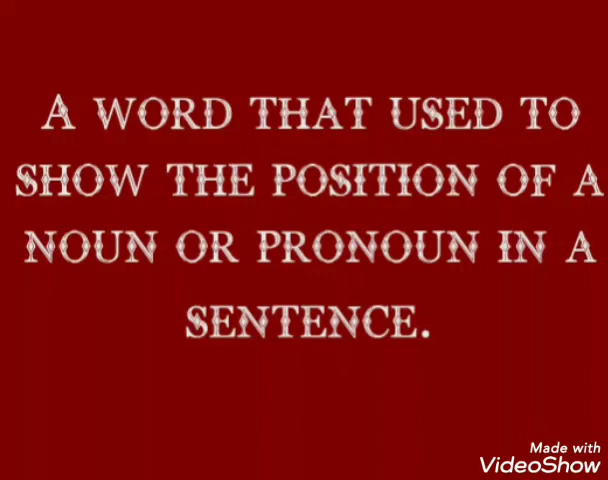 A WORD THAT USED TO
SHOW THE POSITION OF A
NOUN OR PRONOUN IN A
SENTENCE.
Made with
VideoShow